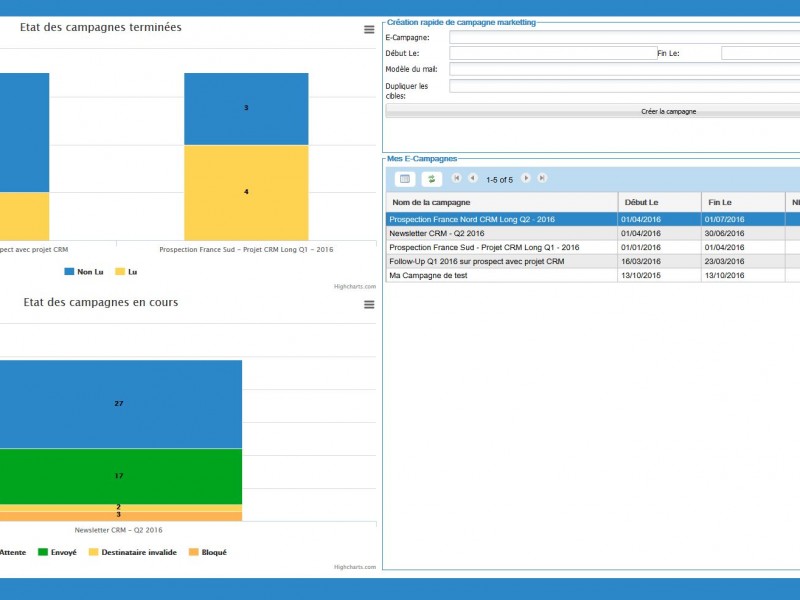 Etat des campagnes terminées
3
4
pect avec projet CRM
Prospection France Sud - Projet CRM Long Q1 - 2016
Non Lu
Lu
Highcharts.com
Etat des campagnes en cours
27
17
2
3
Newsletter CRM - Q2 2016
Attente
Envoyé
Destinataire invalide
Bloqué
Highcharts.com
Création rapide de campagne marketting
E-Campagne:
Début Le:
Fin Le:
Modèle du mail:
Dupliquer les
cibles:
Créer la campagne
Mes E-Campagnes
1-5 of 5
Nom de la campagne Début Le Fin Le
Prospection France Nord CRM Long Q2 - 2016 01/04/2016 01/07/2016
Newsletter CRM - Q2 2016 01/04/2016 30/06/2016
Prospection France Sud - Projet CRM Long Q1 - 2016 01/01/2016 01/04/2016
Follow-Up Q1 2016 sur prospect avec projet CRM 16/03/2016 23/03/2016
Ma Campagne de test 13/10/2015 13/10/2016